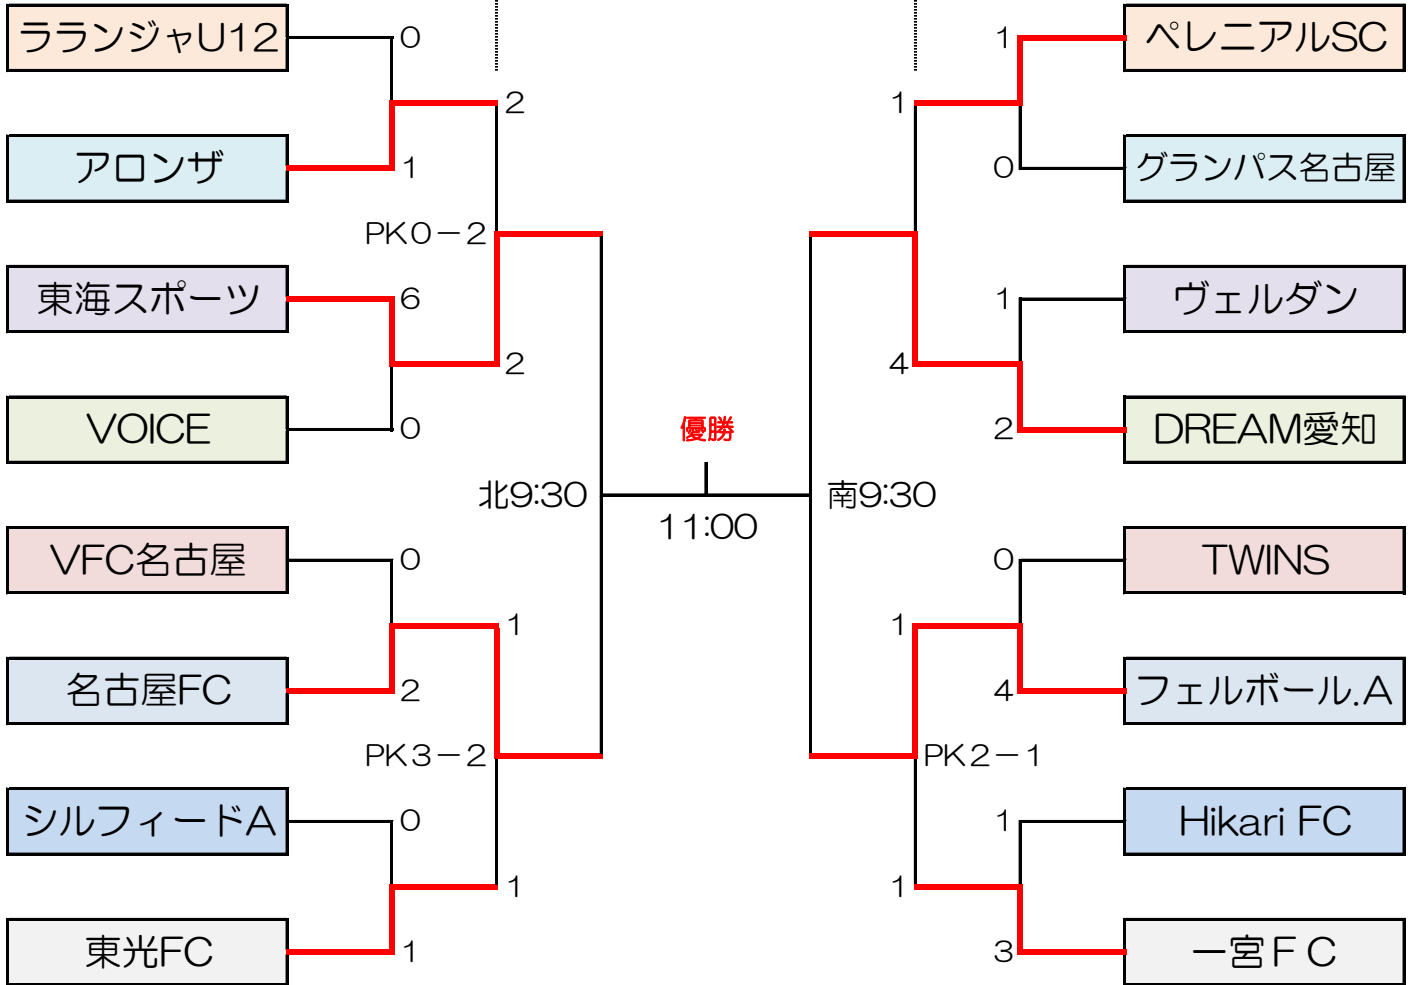 ラランジャU12
0
1
ペレニアルSC
2
1
アロンザ
1
0
グランパス名古屋
PK0－2
東海スポーツ
6
1
ヴェルダン
2
4
VOICE
0
優勝
2
DREAM愛知
北9:30
南9:30
11:00
VFC名古屋
0
0
TWINS
1
1
名古屋FC
2
4
フェルボール.A
PK3－2
PK2－1
シルフィードA
0
1
Hikari FC
1
1
東光FC
1
3
一宮ＦＣ